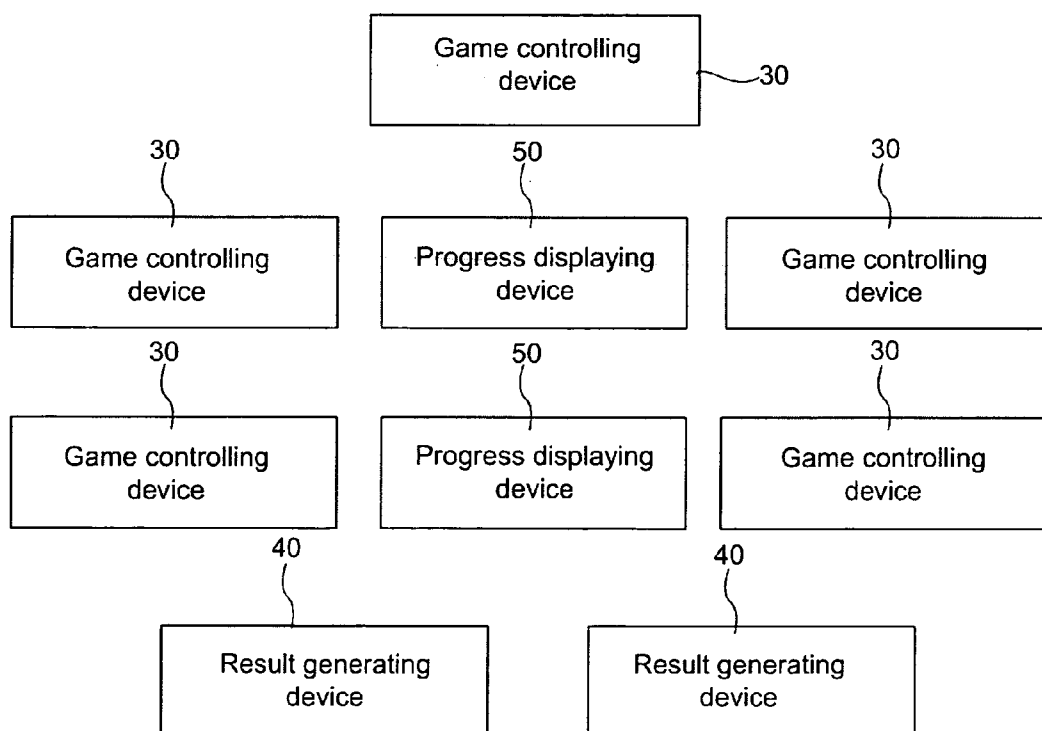 Game controlling
device
30
30
50
30
Game controlling
device
Progress displaying
device
Game controlling
device
30
50
30
Game controlling
device
Progress displaying
device
Game controlling
device
40
40
Result generating
device
Result generating
device